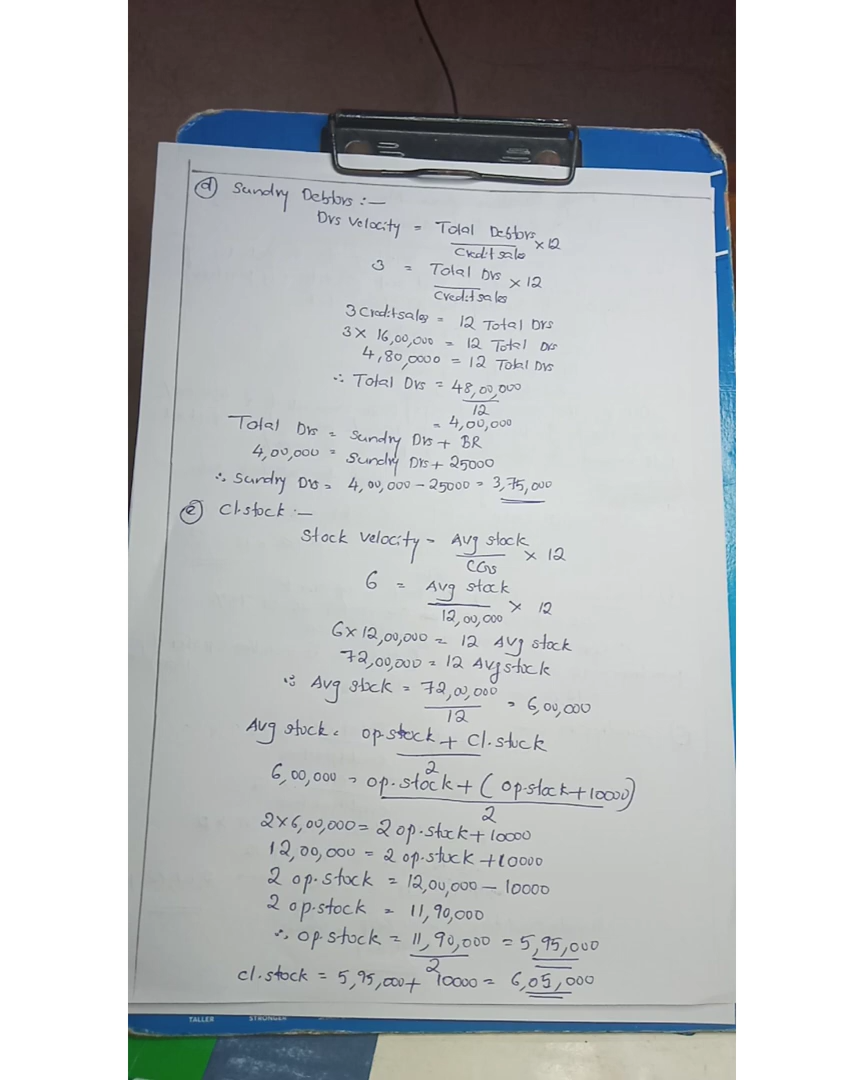 d Sundry Debtors :—
Drs Velocity = Total Debtors × 12
Credit sale
3 = Total Drs × 12
Credit sales
3 Credit sales = 12 Total Drs
3 × 16,00,000 = 12 Total Drs
4,80,0000 = 12 Total Drs
∴ Total Drs = 48,00,000
12
= 4,00,000
Total Drs = Sundry Drs + BR
4,00,000 = Sundry Drs + 25000
∴ Sundry Drs = 4,00,000 – 25000 = 3,75,000
e Cl.stock :—
Stock Velocity = Avg stock × 12
CGS
6 = Avg stock × 12
12,00,000
6 × 12,00,000 = 12 Avg stock
72,00,000 = 12 Avg stock
∴ Avg stock = 72,00,000 = 6,00,000
12
Avg stock = op.stock + Cl.stock
2
6,00,000 = op.stock + (op.stock + 10000)
2
2 × 6,00,000 = 2 op.stock + 10000
12,00,000 = 2 op.stock + 10000
2 op.stock = 12,00,000 – 10000
2 op.stock = 11,90,000
∴ op.stock = 11,90,000 = 5,95,000
2
cl.stock = 5,95,000 + 10000 = 6,05,000
TALLER STRONGER